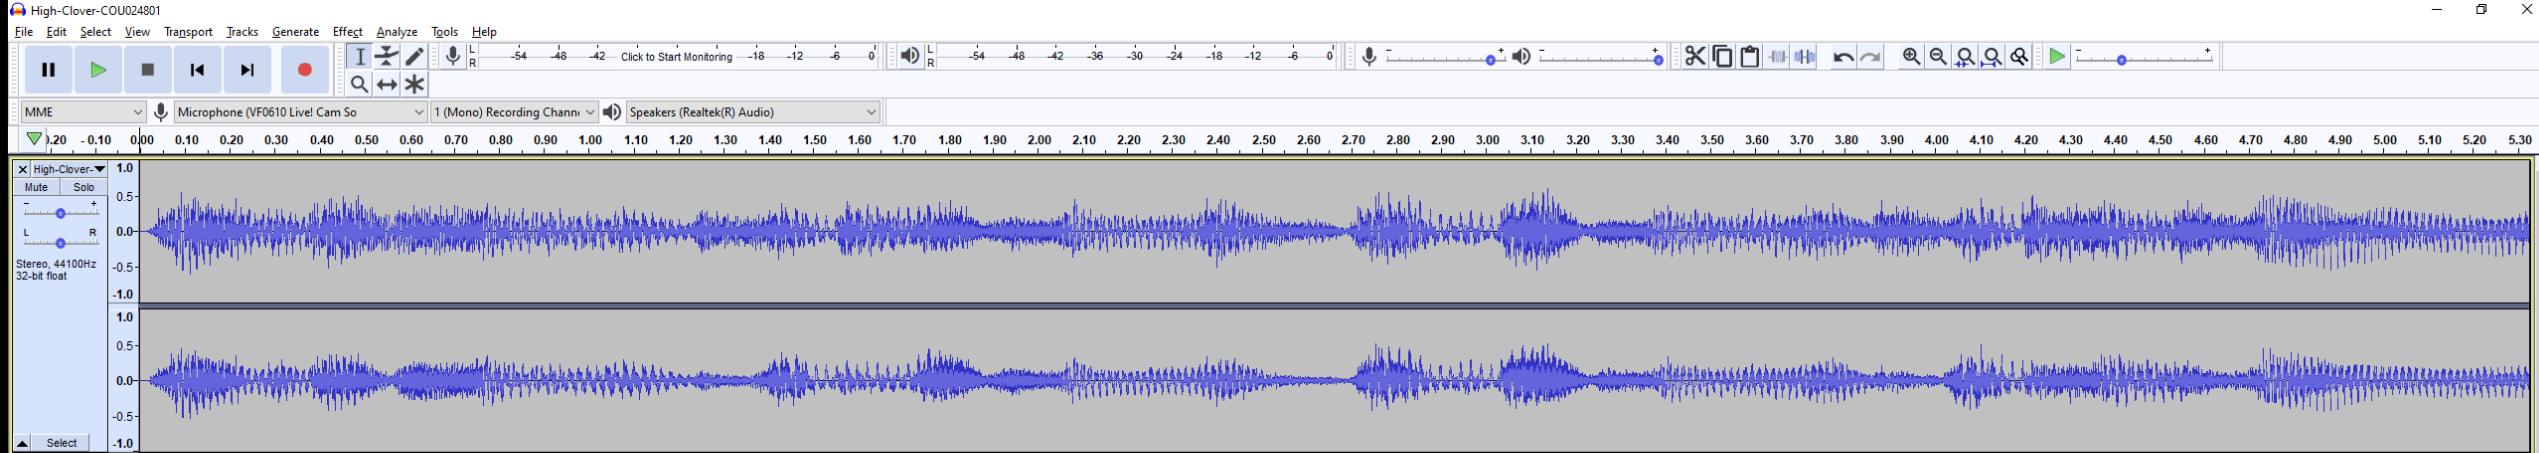 High-Clover-COU024801
File Edit Select View Transport Tracks Generate Effect Analyze Tools Help
L R -54 -48 -42 Click to Start Monitoring -18 -12 -6 0 L R -54 -48 -42 -36 -30 -24 -18 -12 -6 0 - + - + - +
MME Microphone (VF0610 Live! Cam So 1 (Mono) Recording Chann Speakers (Realtek(R) Audio)
-0.10 0.00 0.10 0.20 0.30 0.40 0.50 0.60 0.70 0.80 0.90 1.00 1.10 1.20 1.30 1.40 1.50 1.60 1.70 1.80 1.90 2.00 2.10 2.20 2.30 2.40 2.50 2.60 2.70 2.80 2.90 3.00 3.10 3.20 3.30 3.40 3.50 3.60 3.70 3.80 3.90 4.00 4.10 4.20 4.30 4.40 4.50 4.60 4.70 4.80 4.90 5.00 5.10 5.20 5.30
High-Clover- 1.0
Mute Solo
- + 0.5
L R 0.0
Stereo, 44100Hz
32-bit float
-0.5
-1.0
1.0
0.5
0.0
-0.5
Select -1.0